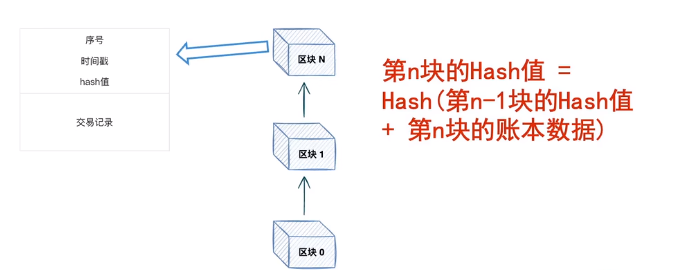 序号
时间戳
hash值
交易记录
区块 N
区块 1
区块 0
第n块的Hash值 =
Hash(第n-1块的Hash值
+ 第n块的账本数据)